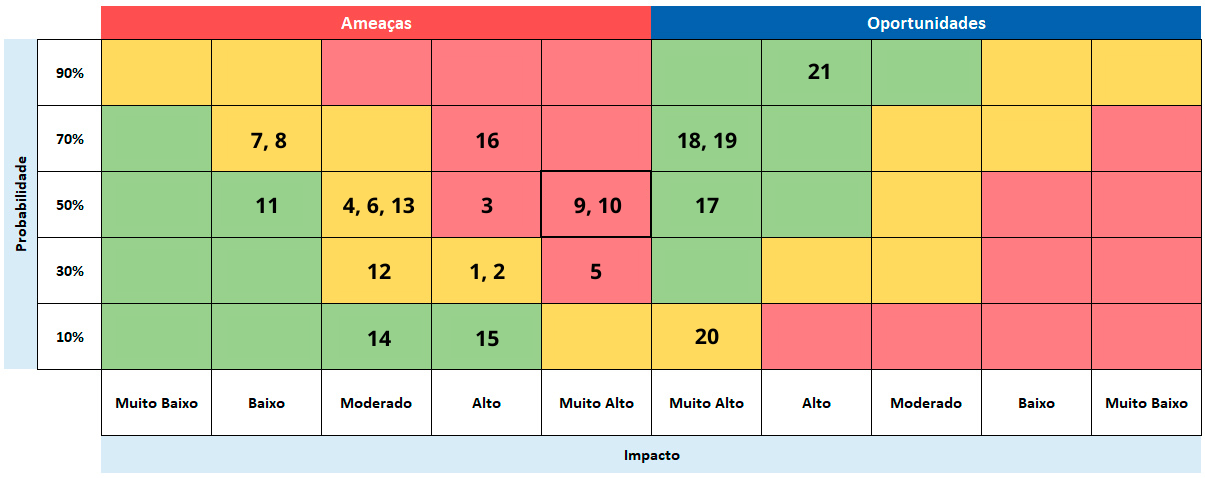 Ameaças Oportunidades
Probabilidade
90% 21
70% 7, 8 16 18, 19
50% 11 4, 6, 13 3 9, 10 17
30% 12 1, 2 5
10% 14 15 20
Muito Baixo Baixo Moderado Alto Muito Alto Muito Alto Alto Moderado Baixo Muito Baixo
Impacto